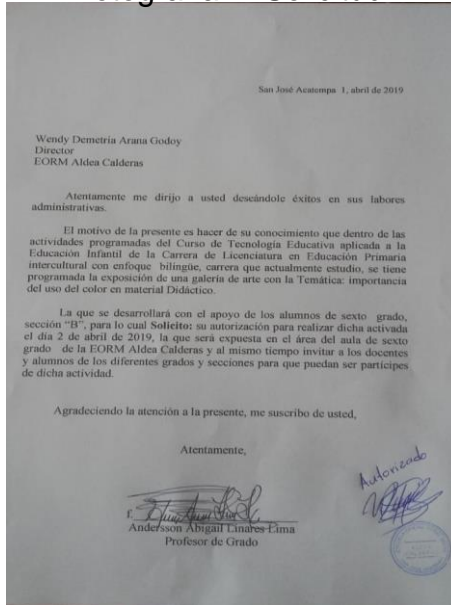 San José Acatempa 1, abril de 2019
Wendy Demetria Arana Godoy
Director
EORM Aldea Calderas
Atentamente me dirijo a usted deseándole éxitos en sus labores
administrativas.
El motivo de la presente es hacer de su conocimiento que dentro de las
actividades programadas del Curso de Tecnología Educativa aplicada a la
Educación Infantil de la Carrera de Licenciatura en Educación Primaria
intercultural con enfoque bilingüe, carrera que actualmente estudio, se tiene
programada la exposición de una galería de arte con la Temática: importancia
del uso del color en material Didáctico.
La que se desarrollará con el apoyo de los alumnos de sexto grado,
sección “B”, para lo cual Solicito: su autorización para realizar dicha activada
el día 2 de abril de 2019, la que será expuesta en el área del aula de sexto
grado de la EORM Aldea Calderas y al mismo tiempo invitar a los docentes
y alumnos de los diferentes grados y secciones para que puedan ser partícipes
de dicha actividad.
Agradeciendo la atención a la presente, me suscribo de usted,
Atentamente,
Autorizado
f.
Andersson Abigail Linares Lima
Profesor de Grado